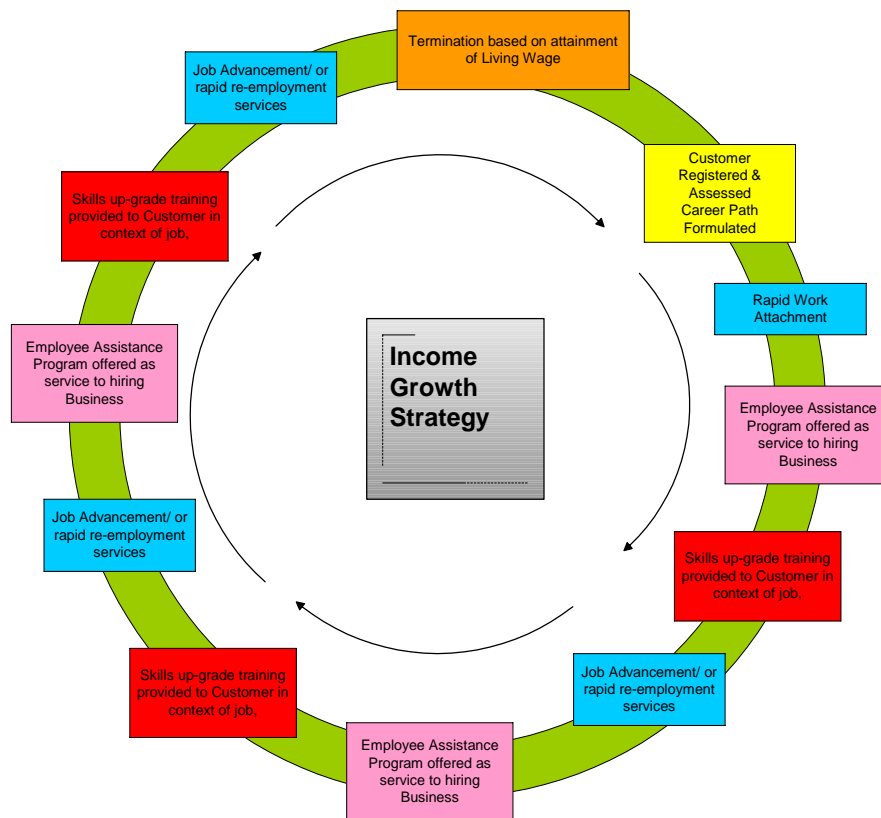 Termination based on attainment
of Living Wage
Customer
Registered &
Assessed
Career Path
Formulated
Rapid Work
Attachment
Employee Assistance
Program offered as
service to hiring
Business
Skills up-grade training
provided to Customer in
context of job,
Job Advancement/ or
rapid re-employment
services
Employee Assistance
Program offered as
service to hiring
Business
Skills up-grade training
provided to Customer in
context of job,
Job Advancement/ or
rapid re-employment
services
Employee Assistance
Program offered as
service to hiring
Business
Skills up-grade training
provided to Customer in
context of job,
Job Advancement/ or
rapid re-employment
services
Income
Growth
Strategy